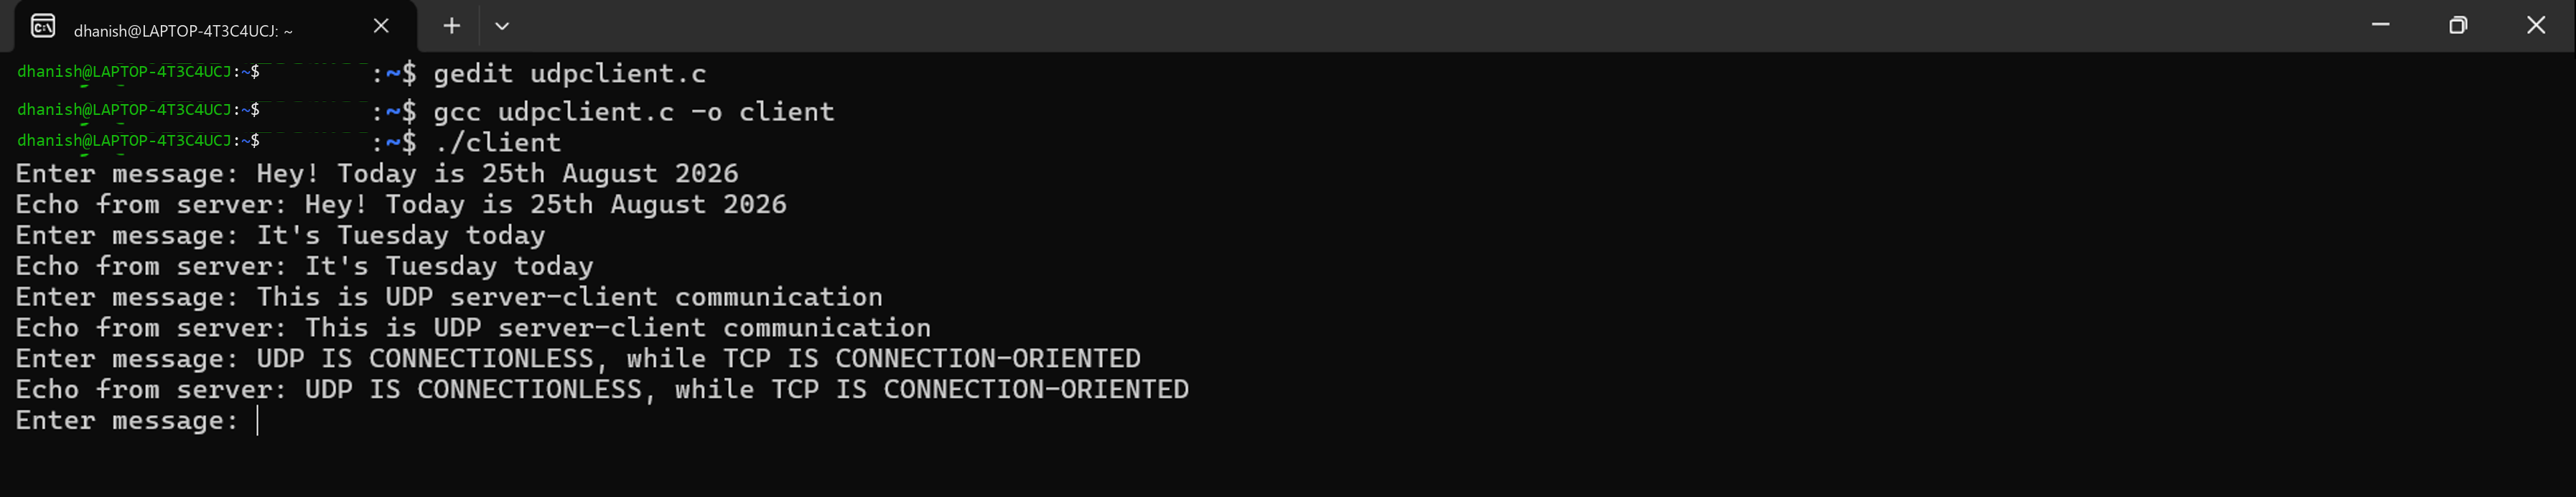 dhanish@LAPTOP-4T3C4UCJ: ~
dhanish@LAPTOP-4T3C4UCJ:~$ :~$ gedit udpclient.c
dhanish@LAPTOP-4T3C4UCJ:~$ :~$ gcc udpclient.c -o client
dhanish@LAPTOP-4T3C4UCJ:~$ :~$ ./client
Enter message: Hey! Today is 25th August 2026
Echo from server: Hey! Today is 25th August 2026
Enter message: It's Tuesday today
Echo from server: It's Tuesday today
Enter message: This is UDP server-client communication
Echo from server: This is UDP server-client communication
Enter message: UDP IS CONNECTIONLESS, while TCP IS CONNECTION-ORIENTED
Echo from server: UDP IS CONNECTIONLESS, while TCP IS CONNECTION-ORIENTED
Enter message: